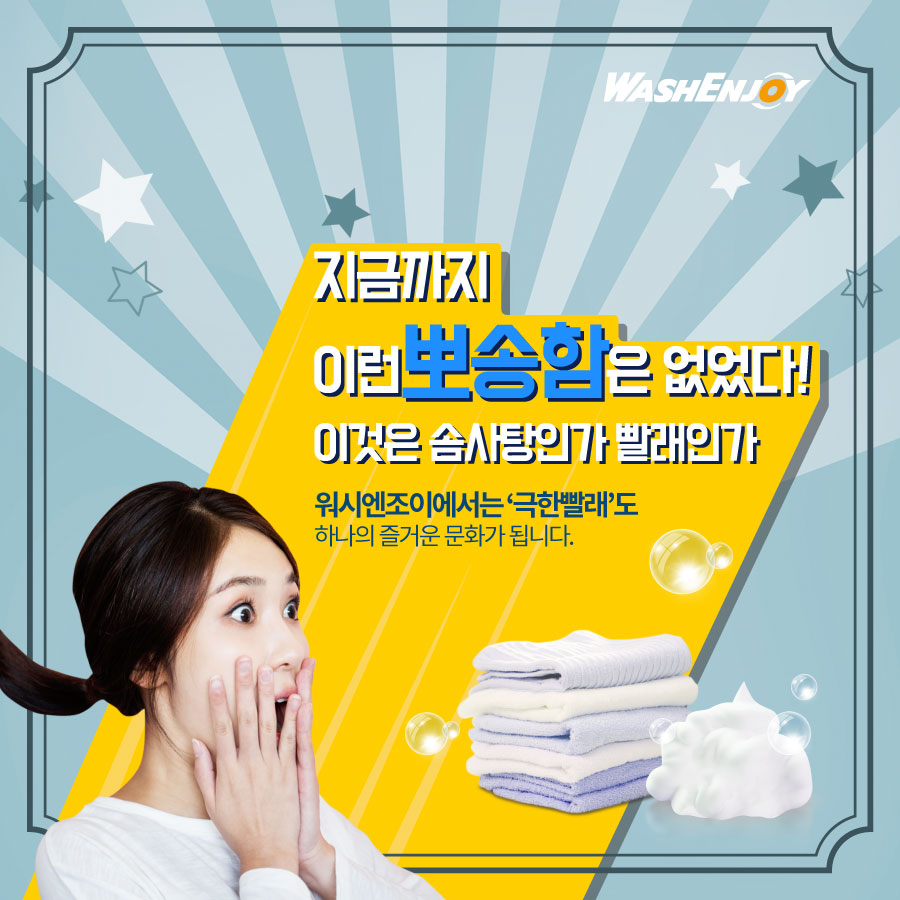 WASHENJOY
지금까지
이런뽀송함은 없었다!
이것은 솜사탕인가 빨래인가
워시엔조이에서는 ‘극한빨래’도
하나의 즐거운 문화가 됩니다.